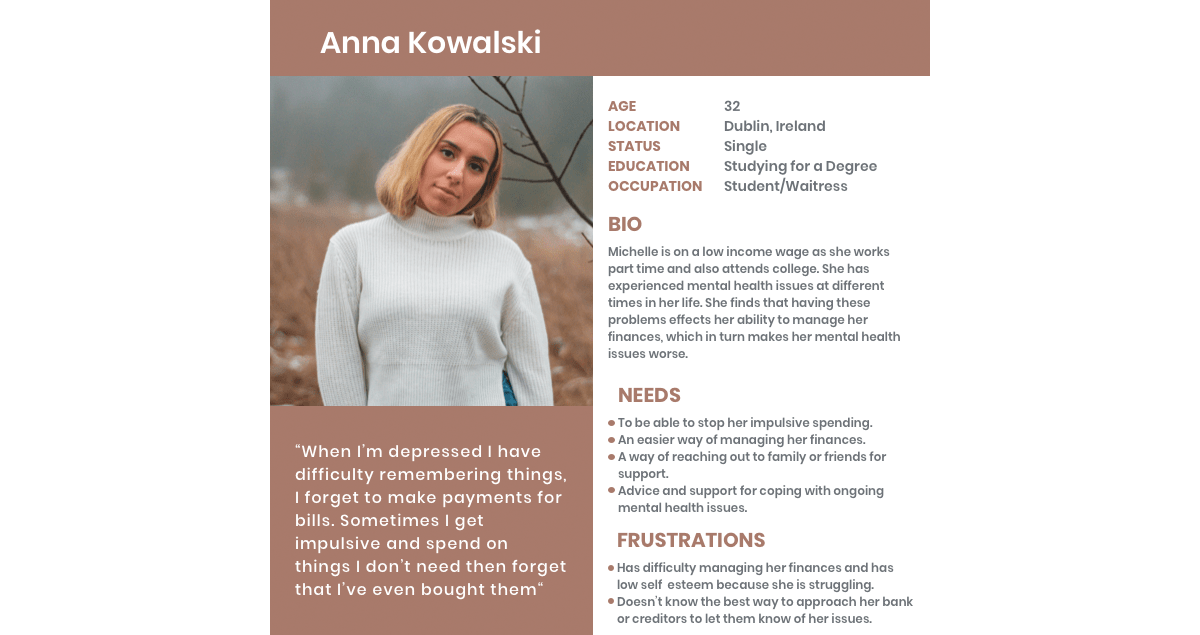 Anna Kowalski
AGE 32
LOCATION Dublin, Ireland
STATUS Single
EDUCATION Studying for a Degree
OCCUPATION Student/Waitress
BIO
Michelle is on a low income wage as she works
part time and also attends college. She has
experienced mental health issues at different
times in her life. She finds that having these
problems effects her ability to manage her
finances, which in turn makes her mental health
issues worse.
NEEDS
To be able to stop her impulsive spending.
An easier way of managing her finances.
A way of reaching out to family or friends for
support.
Advice and support for coping with ongoing
mental health issues.
FRUSTRATIONS
Has difficulty managing her finances and has
low self  esteem because she is struggling.
Doesn’t know the best way to approach her bank
or creditors to let them know of her issues.
“When I’m depressed I have
difficulty remembering things,
I forget to make payments for
bills. Sometimes I get
impulsive and spend on
things I don’t need then forget
that I’ve even bought them“